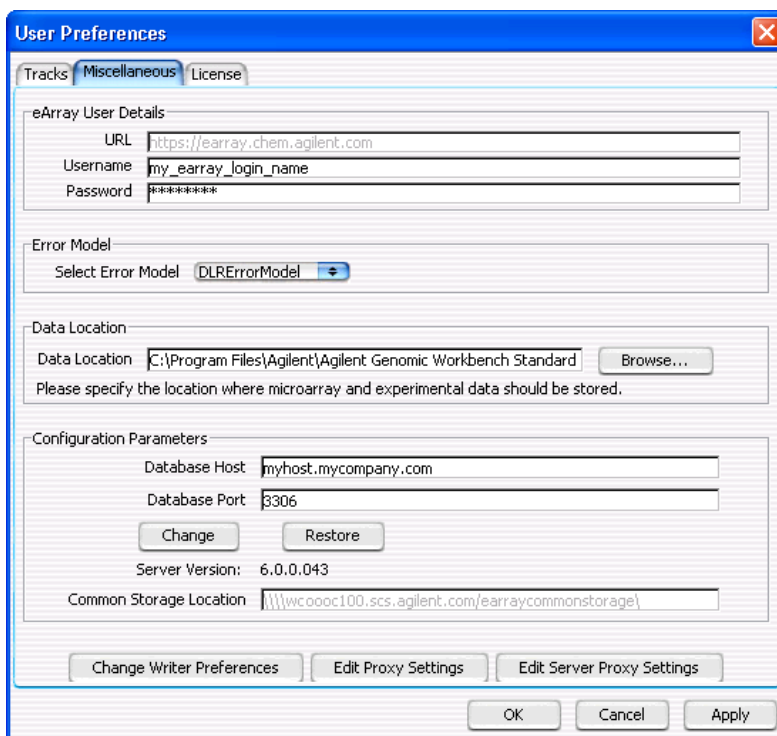 User Preferences
Tracks Miscellaneous License
eArray User Details
URL https://earray.chem.agilent.com
Username my_earray_login_name
Password ********
Error Model
Select Error Model DLRErrorModel
Data Location
Data Location C:\Program Files\Agilent\Agilent Genomic Workbench Standard Browse...
Please specify the location where microarray and experimental data should be stored.
Configuration Parameters
Database Host myhost.mycompany.com
Database Port 3306
Change Restore
Server Version: 6.0.0.043
Common Storage Location \\\\wcoooc100.scs.agilent.com/earraycommonstorage\
Change Writer Preferences Edit Proxy Settings Edit Server Proxy Settings
OK Cancel Apply